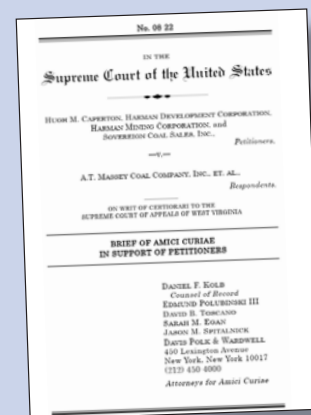 No. 08 22
IN THE
Supreme Court of the United States
HUGH M. CAPERTON, HARMAN DEVELOPMENT CORPORATION,
HARMAN MINING CORPORATION, and
SOVEREIGN COAL SALES, INC.,
Petitioners,
A.T. MASSEY COAL COMPANY, INC., ET. AL.,
Respondents.
ON WRIT OF CERTIORARI TO THE
SUPREME COURT OF APPEALS OF WEST VIRGINIA
BRIEF OF AMICI CURIAE
IN SUPPORT OF PETITIONERS
DANIEL F. KOLB
Counsel of Record
EDMUND POLUBINSKI III
DAVID B. TOSCANO
SARAH M. EGAN
JASON M. SPITALNICK
DAVIS POLK & WARDWELL
450 Lexington Avenue
New York, New York 10017
(212) 450 4000
Attorneys for Amici Curiae